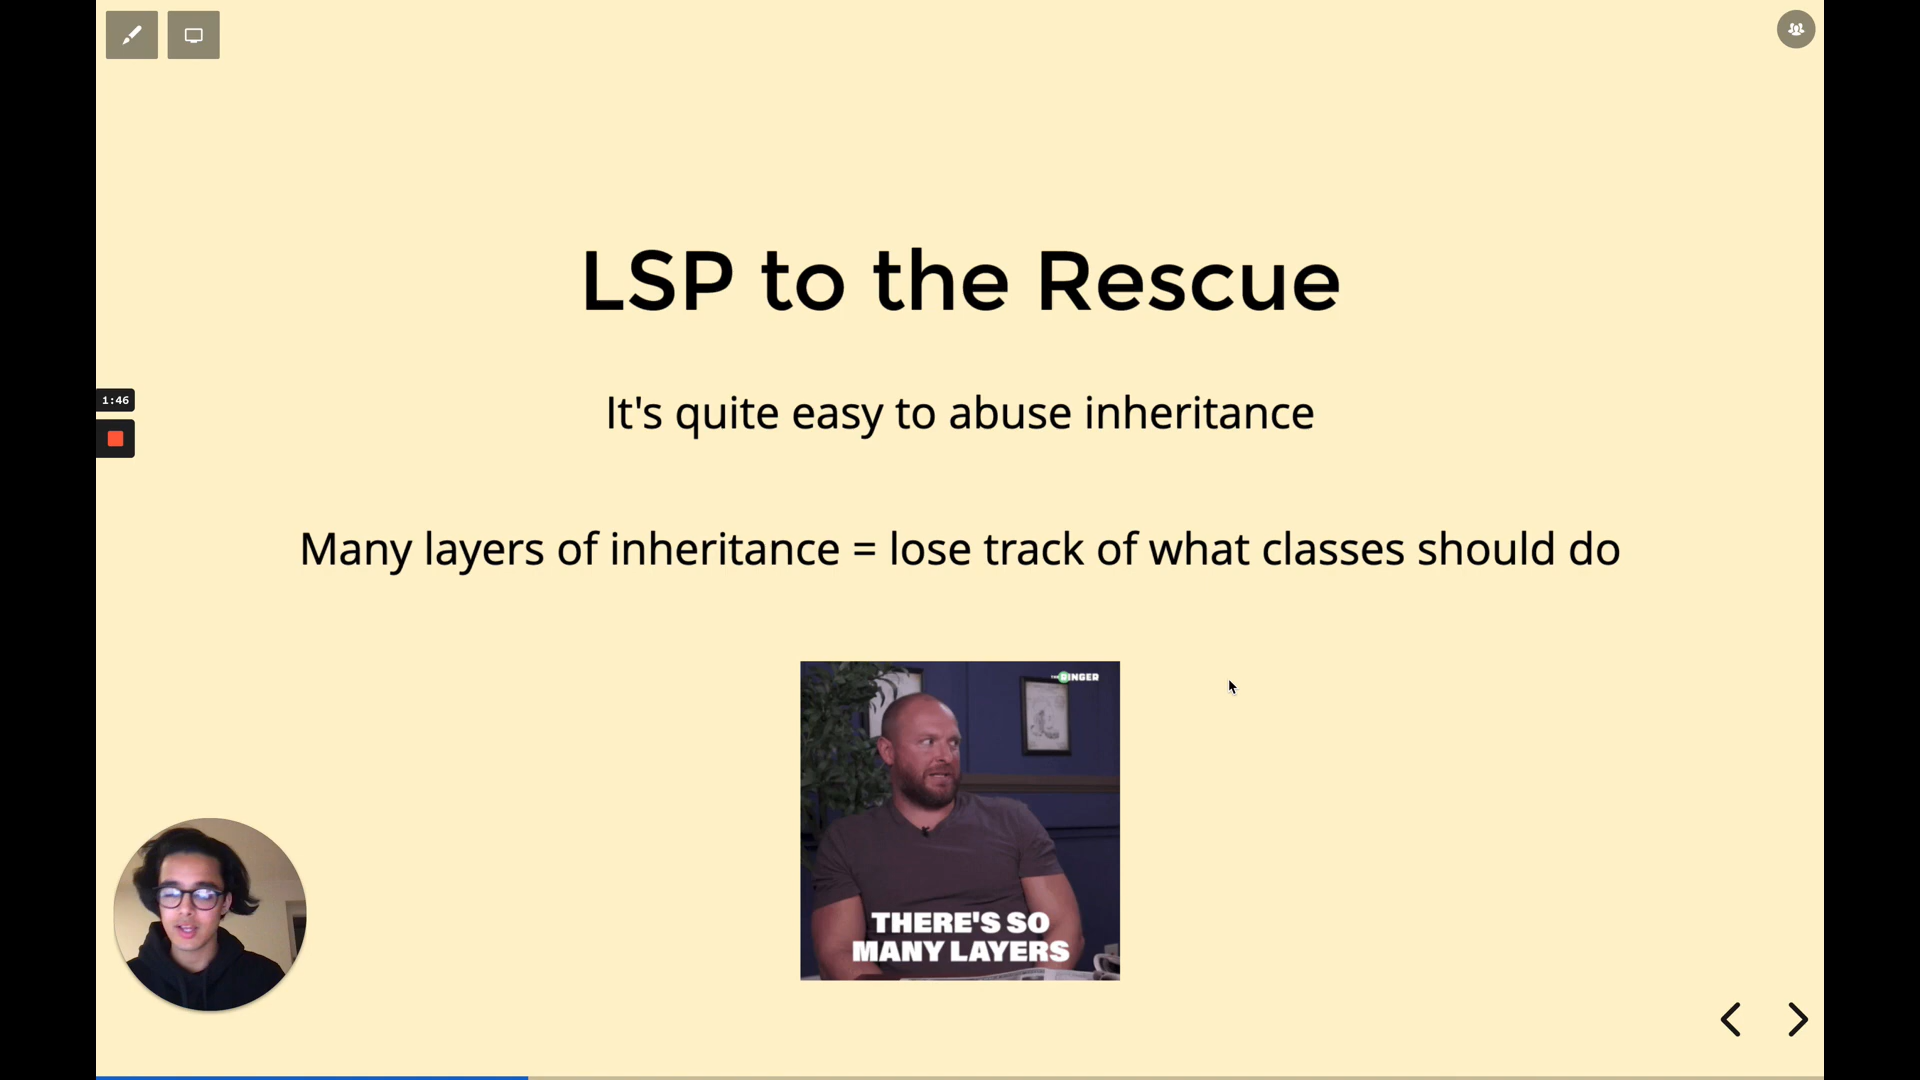 LSP to the Rescue
1:46
It's quite easy to abuse inheritance
Many layers of inheritance = lose track of what classes should do
THE RINGER
THERE'S SO
MANY LAYERS